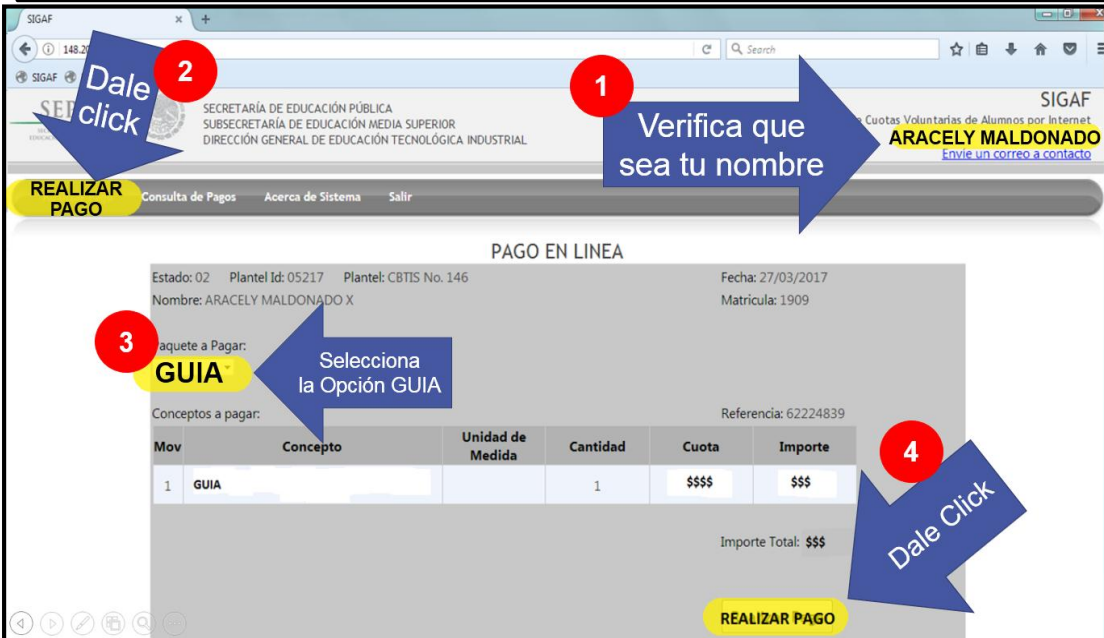 SIGAF
148.20
Search
SIGAF
2
Dale
click
1
Verifica que
sea tu nombre
SEP
SECRETARÍA DE EDUCACIÓN PÚBLICA
SUBSECRETARÍA DE EDUCACIÓN MEDIA SUPERIOR
DIRECCIÓN GENERAL DE EDUCACIÓN TECNOLÓGICA INDUSTRIAL
SIGAF
Cuotas Voluntarias de Alumnos por Internet
ARACELY MALDONADO
Envie un correo a contacto
REALIZAR
PAGO
Consulta de Pagos Acerca de Sistema Salir
PAGO EN LINEA
Estado: 02 Plantel Id: 05217 Plantel: CBTIS No. 146 Fecha: 27/03/2017
Nombre: ARACELY MALDONADO X Matricula: 1909
3
Paquete a Pagar:
GUIA
Selecciona
la Opción GUIA
Conceptos a pagar: Referencia: 62224839
Mov Concepto Unidad de Medida Cantidad Cuota Importe
1 GUIA 1 $$$$ $$$
4
Dale Click
Importe Total: $$$
REALIZAR PAGO